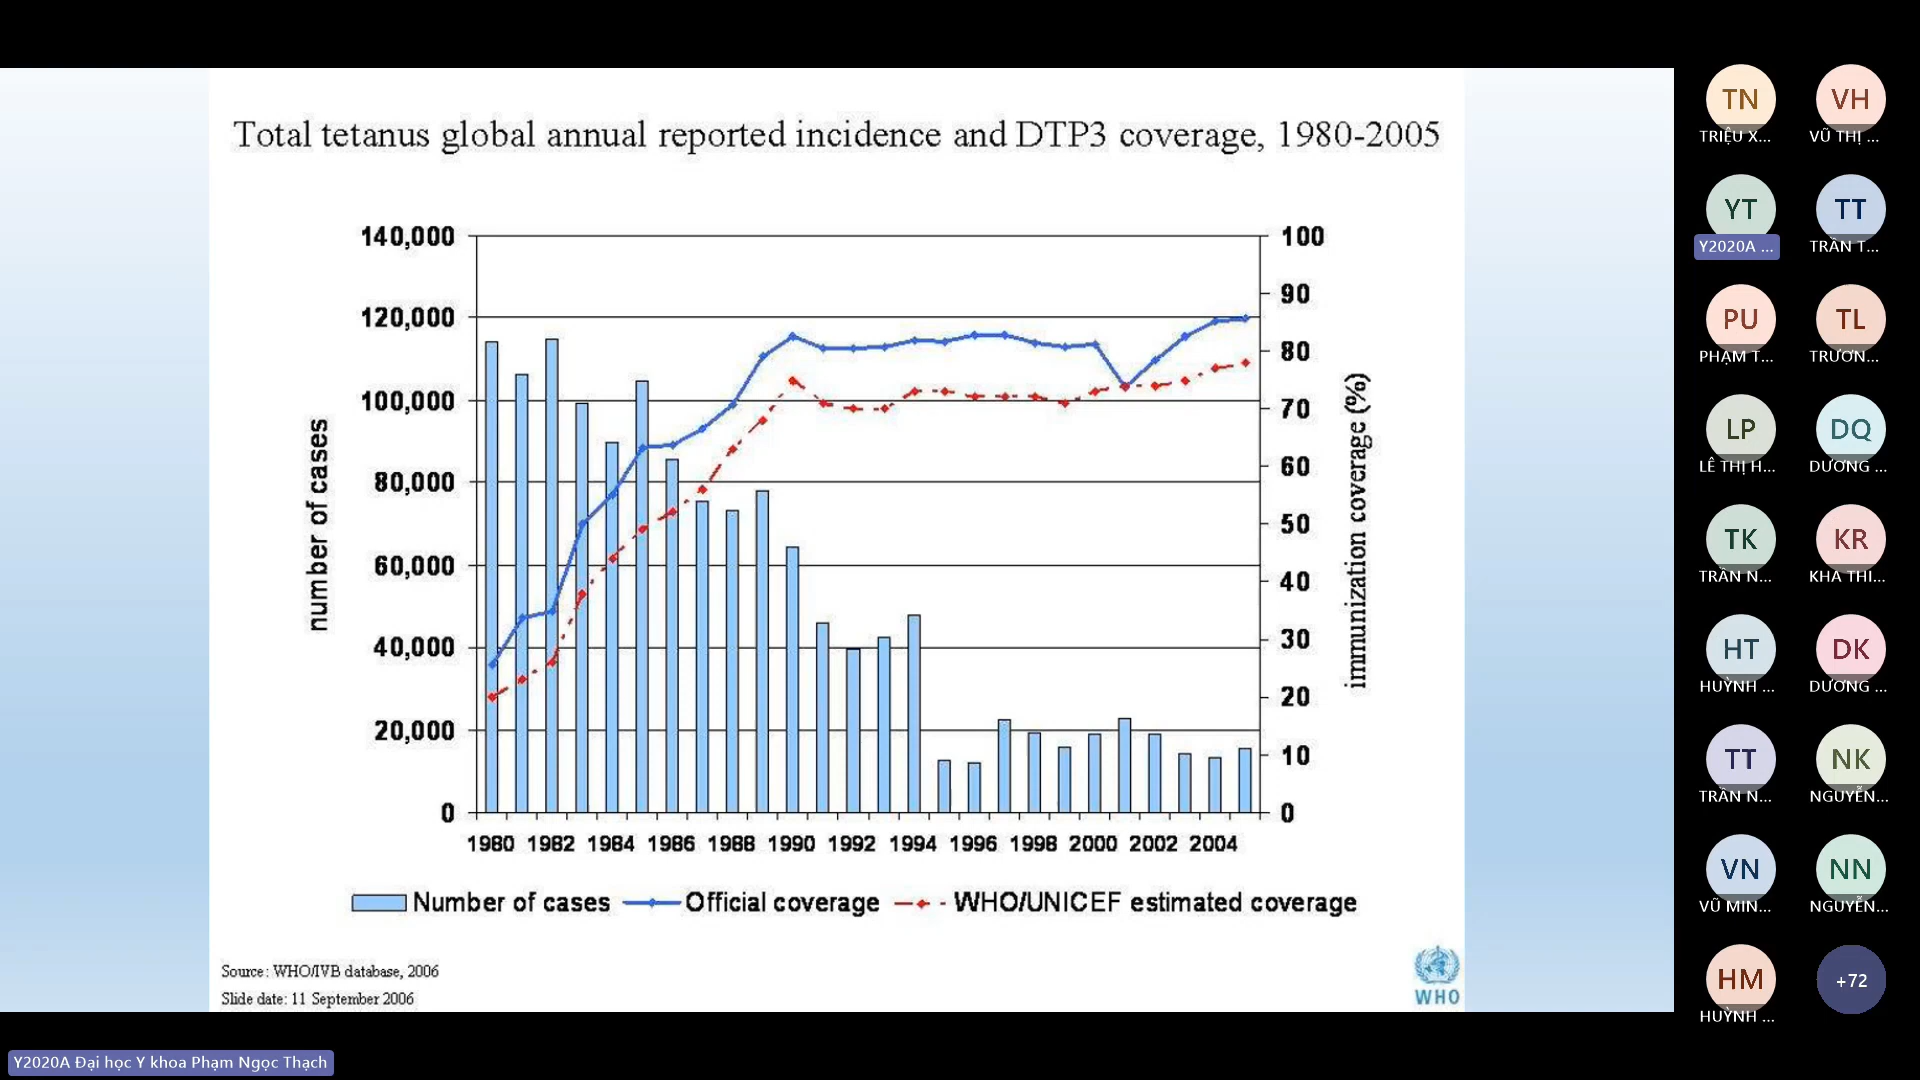 Total tetanus global annual reported incidence and DTP3 coverage, 1980-2005
140,000
120,000
100,000
80,000
60,000
40,000
20,000
0
number of cases
100
90
80
70
60
50
40
30
20
10
0
immunization coverage (%)
1980 1982 1984 1986 1988 1990 1992 1994 1996 1998 2000 2002 2004
Number of cases Official coverage WHO/UNICEF estimated coverage
Source: WHO/IVB database, 2006
Slide date: 11 September 2006
WHO
TN VH
TRIỆU X... VŨ THỊ ...
YT TT
Y2020A ... TRẦN T...
PU TL
PHẠM T... TRƯƠN...
LP DQ
LÊ THỊ H... DƯƠNG ...
TK KR
TRẦN N... KHA THI...
HT DK
HUỲNH ... DƯƠNG ...
TT NK
TRẦN N... NGUYỄN...
VN NN
VŨ MIN... NGUYỄN...
HM +72
HUỲNH ...
Y2020A Đại học Y khoa Phạm Ngọc Thạch